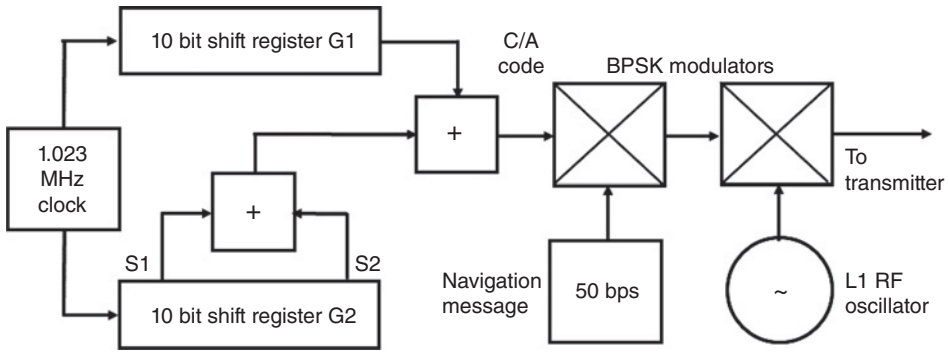 10 bit shift register G1
C/A
code
BPSK modulators
1.023
MHz
clock
+
+
To
transmitter
S1
S2
Navigation
message
50 bps
~
L1 RF
oscillator
10 bit shift register G2